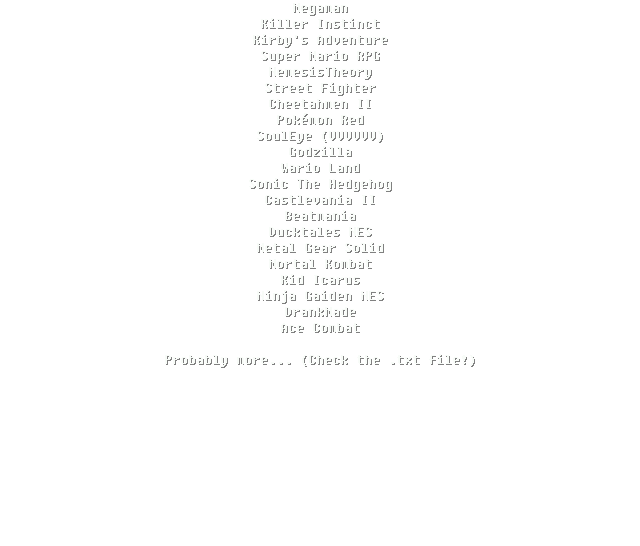 Megaman
Killer Instinct
Kirby's Adventure
Super Mario RPG
NemesisTheory
Street Fighter
Cheetahmen II
Pokémon Red
SoulEye (VVVVVV)
Godzilla
Wario Land
Sonic The Hedgehog
Castlevania II
Beatmania
Ducktales NES
Metal Gear Solid
Mortal Kombat
Kid Icarus
Ninja Gaiden NES
DrankMade
Ace Combat
Probably more... (Check the .txt File?)